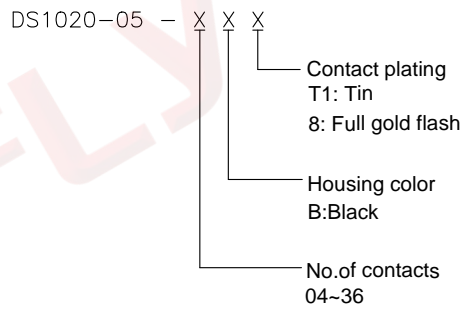 DS1020-05 - X X X
Contact plating
T1: Tin
8: Full gold flash
Housing color
B:Black
No.of contacts
04~36